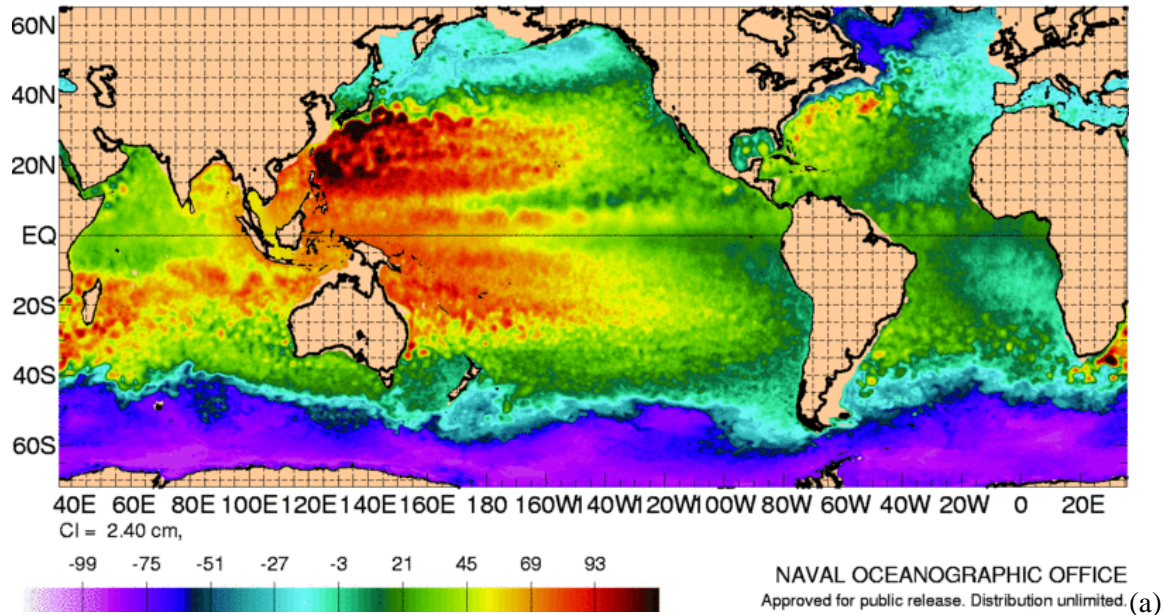 60N
40N
20N
EQ
20S
40S
60S
40E 60E 80E 100E 120E 140E 160E 180 160W 140W 120W 100W 80W 60W 40W 20W 0 20E
CI = 2.40 cm,
-99 -75 -51 -27 -3 21 45 69 93
NAVAL OCEANOGRAPHIC OFFICE
Approved for public release. Distribution unlimited. (a)